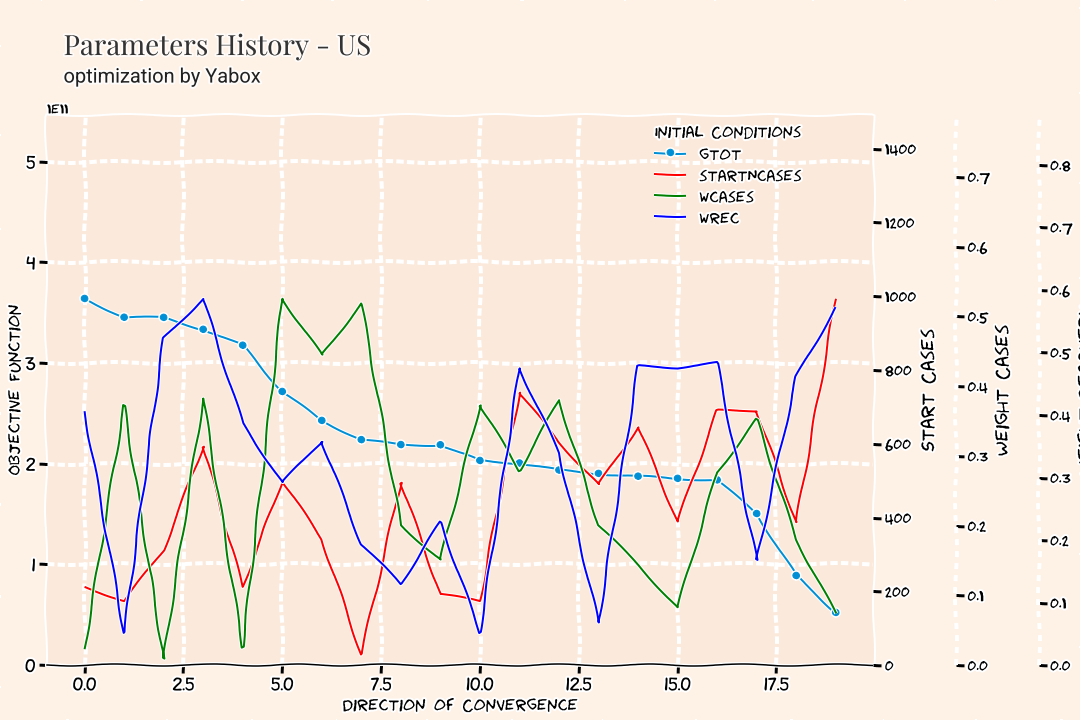 Parameters History - US
optimization by Yabox
1E11
INITIAL CONDITIONS
GTOT
STARTNCASES
WCASES
WREC
5
4
3
2
1
0
OBJECTIVE FUNCTION
0.0 2.5 5.0 7.5 10.0 12.5 15.0 17.5
DIRECTION OF CONVERGENCE
1400
1200
1000
800
600
400
200
0
START CASES
0.7
0.6
0.5
0.4
0.3
0.2
0.1
0.0
WEIGHT CASES
0.8
0.7
0.6
0.5
0.4
0.3
0.2
0.1
0.0